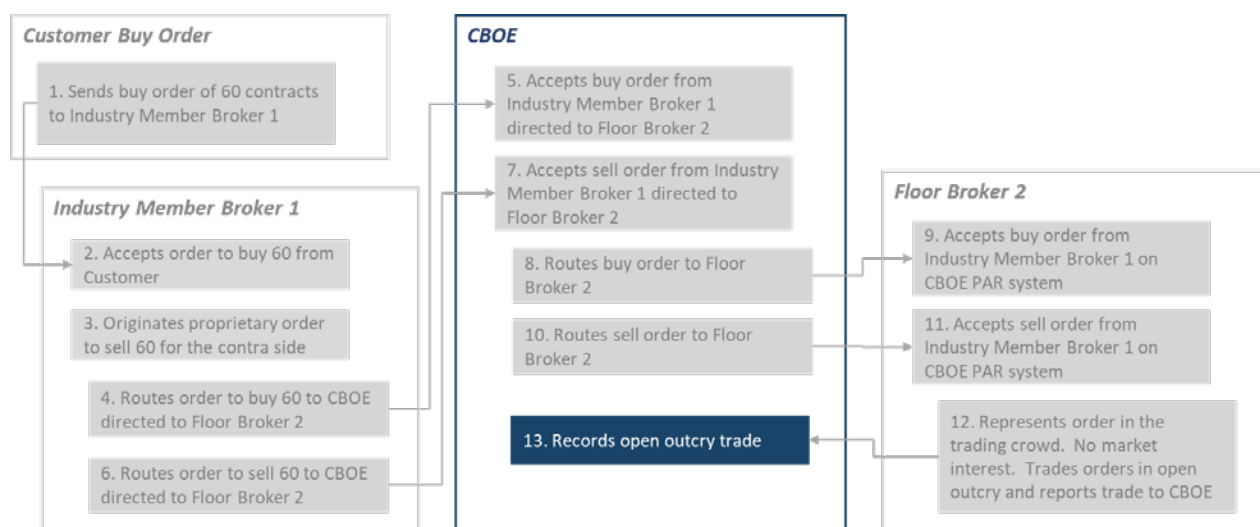 Customer Buy Order
1. Sends buy order of 60 contracts
to Industry Member Broker 1
Industry Member Broker 1
2. Accepts order to buy 60 from
Customer
3. Originates proprietary order
to sell 60 for the contra side
4. Routes order to buy 60 to CBOE
directed to Floor Broker 2
6. Routes order to sell 60 to CBOE
directed to Floor Broker 2
CBOE
5. Accepts buy order from
Industry Member Broker 1
directed to Floor Broker 2
7. Accepts sell order from Industry
Member Broker 1 directed to
Floor Broker 2
8. Routes buy order to Floor
Broker 2
10. Routes sell order to Floor
Broker 2
13. Records open outcry trade
Floor Broker 2
9. Accepts buy order from
Industry Member Broker 1 on
CBOE PAR system
11. Accepts sell order from
Industry Member Broker 1 on
CBOE PAR system
12. Represents order in the
trading crowd. No market
interest. Trades orders in open
outcry and reports trade to CBOE